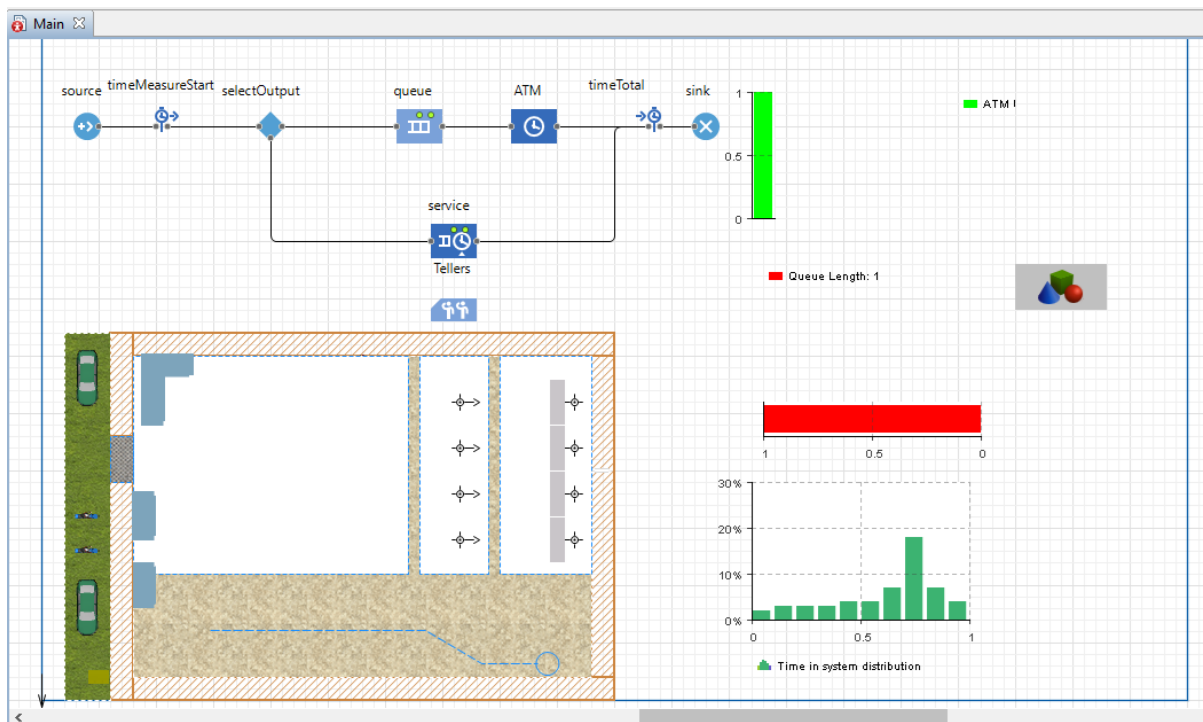 Main
source timeMeasureStart selectOutput queue ATM timeTotal sink
service
Tellers
1
0.5
0
ATM !
Queue Length: 1
1 0.5 0
30%
20%
10%
0%
0 0.5 1
Time in system distribution